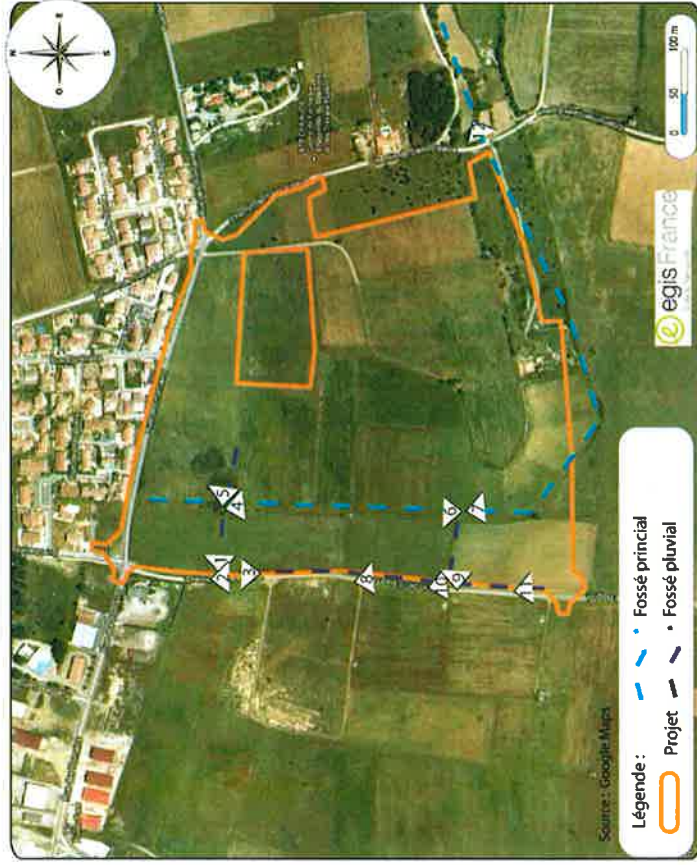 N
E
S
O
0 50 100 m
egis France
Source : Google Maps
Légende :
Fossé princial
Projet
Fossé pluvial
1
2
3
4
5
6
7
8
9
10
11